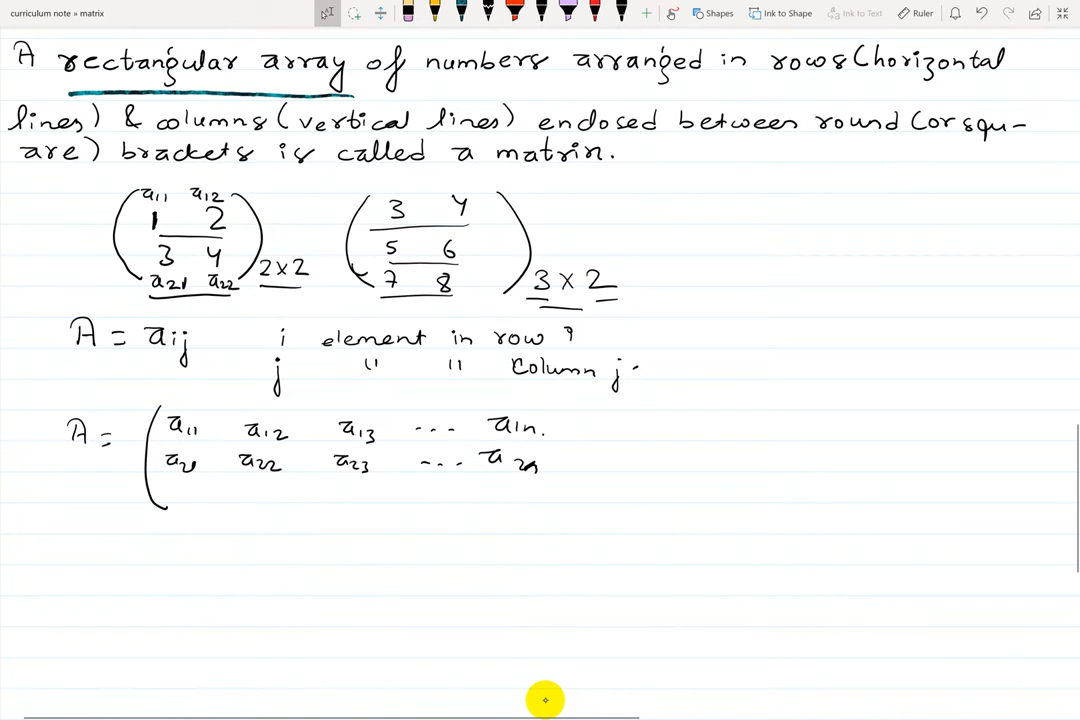 curriculum note » matrix
Shapes Ink to Shape Ink to Text Ruler
A rectangular array of numbers arranged in rows (horizontal
lines) & columns (vertical lines) enclosed between round (or squ-
are) brackets is called a matrix.
a11 a12
1 2
3 4
a21 a22
2 x 2
3 4
5 6
7 8
3 x 2
A = aij i element in row i
j " " column j.
A = ( a11 a12 a13 ... a1n.
a21 a22 a23 ... a2n